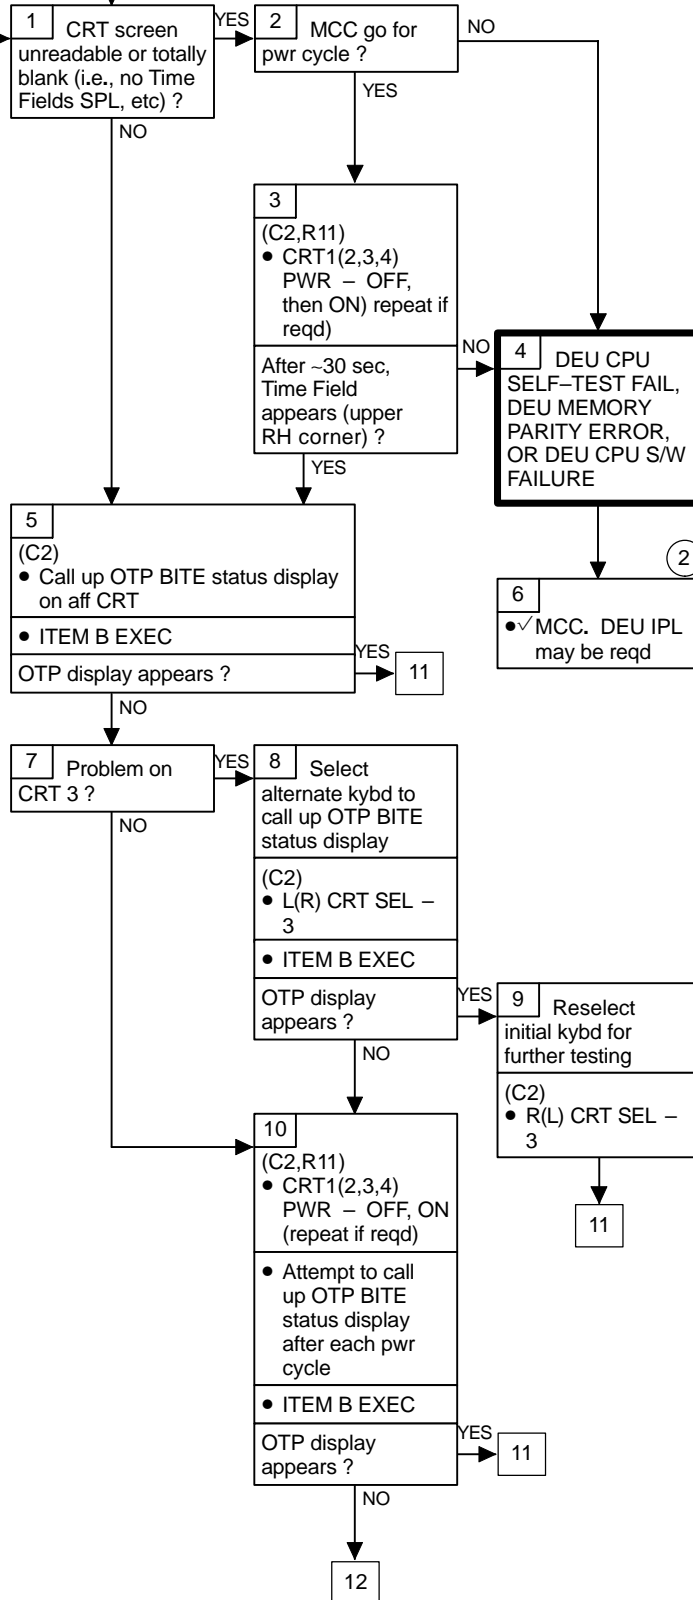 1
CRT screen
unreadable or totally
blank (i.e., no Time
Fields SPL, etc) ?
YES
NO
2
MCC go for
pwr cycle ?
NO
YES
3
(C2,R11)
● CRT1(2,3,4)
PWR – OFF,
then ON) repeat if
reqd)
After ~30 sec,
Time Field
appears (upper
RH corner) ?
NO
YES
4
DEU CPU
SELF–TEST FAIL,
DEU MEMORY
PARITY ERROR,
OR DEU CPU S/W
FAILURE
5
(C2)
● Call up OTP BITE status display
on aff CRT
● ITEM B EXEC
OTP display appears ?
YES
11
NO
2
6
●√MCC. DEU IPL
may be reqd
7
Problem on
CRT 3 ?
YES
NO
8
Select
alternate kybd to
call up OTP BITE
status display
(C2)
● L(R) CRT SEL –
3
● ITEM B EXEC
OTP display
appears ?
YES
NO
9
Reselect
initial kybd for
further testing
(C2)
● R(L) CRT SEL –
3
11
10
(C2,R11)
● CRT1(2,3,4)
PWR – OFF, ON
(repeat if reqd)
● Attempt to call
up OTP BITE
status display
after each pwr
cycle
● ITEM B EXEC
OTP display
appears ?
YES
11
NO
12